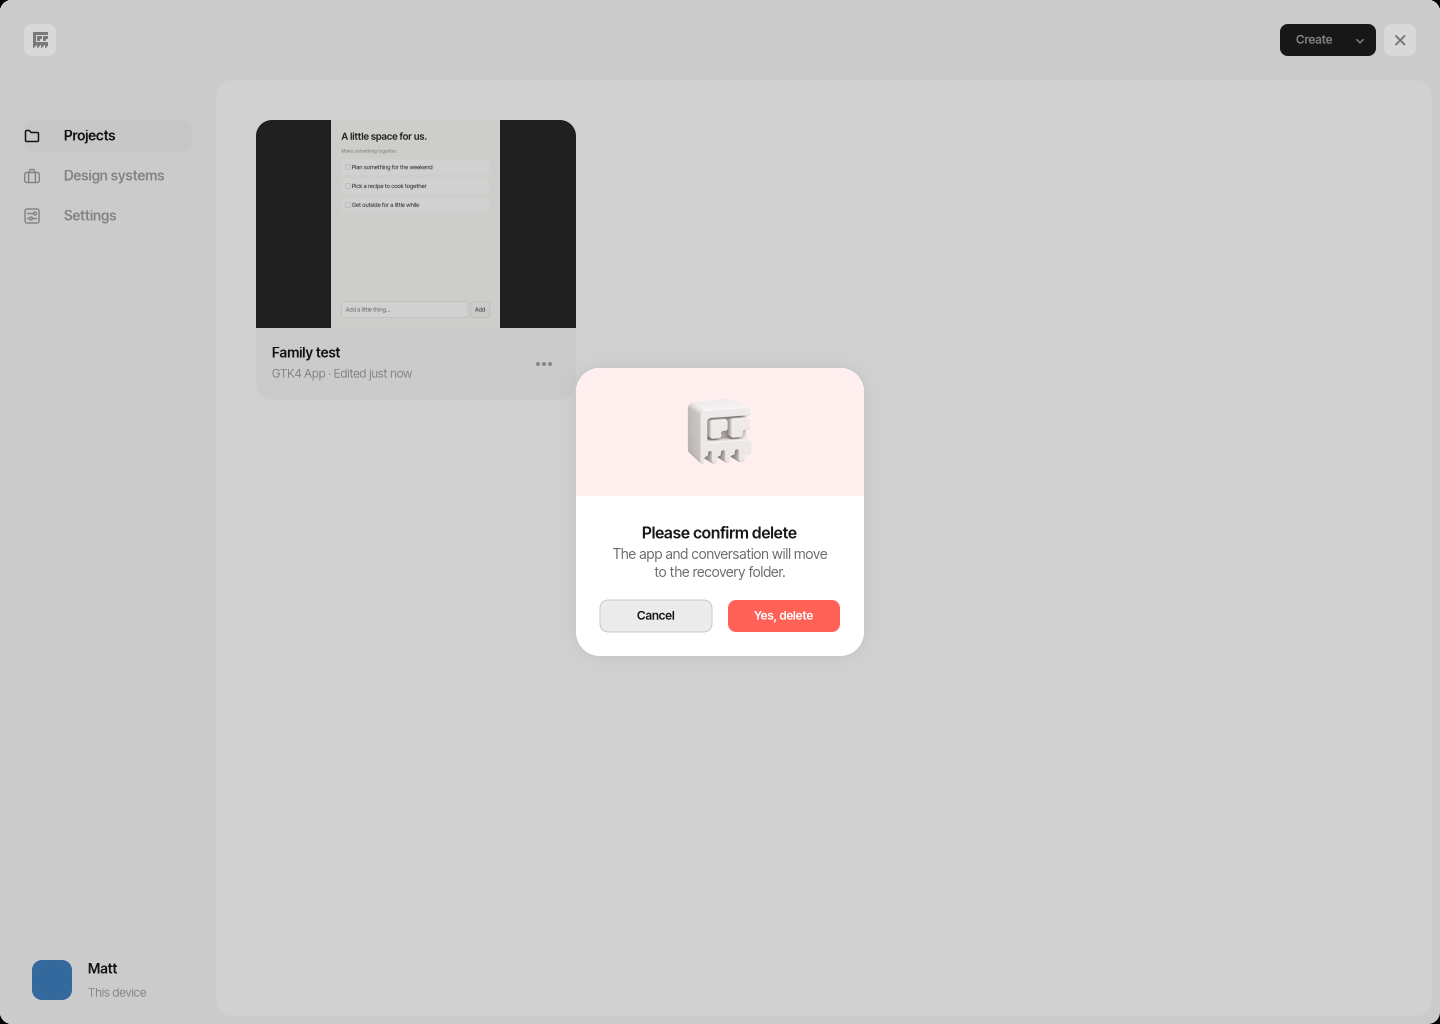 Create
Projects
Design systems
Settings
A little space for us.
Make something together.
Plan something for the weekend
Pick a recipe to cook together
Get outside for a little while
Add a little thing...
Add
Family test
GTK4 App · Edited just now
Please confirm delete
The app and conversation will move
to the recovery folder.
Cancel
Yes, delete
Matt
This device